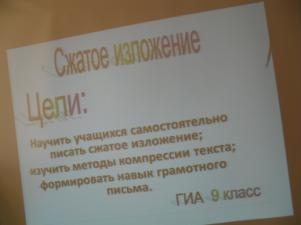 Сжатое изложение
Цели:
Научить учащихся самостоятельно
писать сжатое изложение;
-изучить методы компрессии текста;
-формировать навык грамотного
письма.
ГИА 9 класс